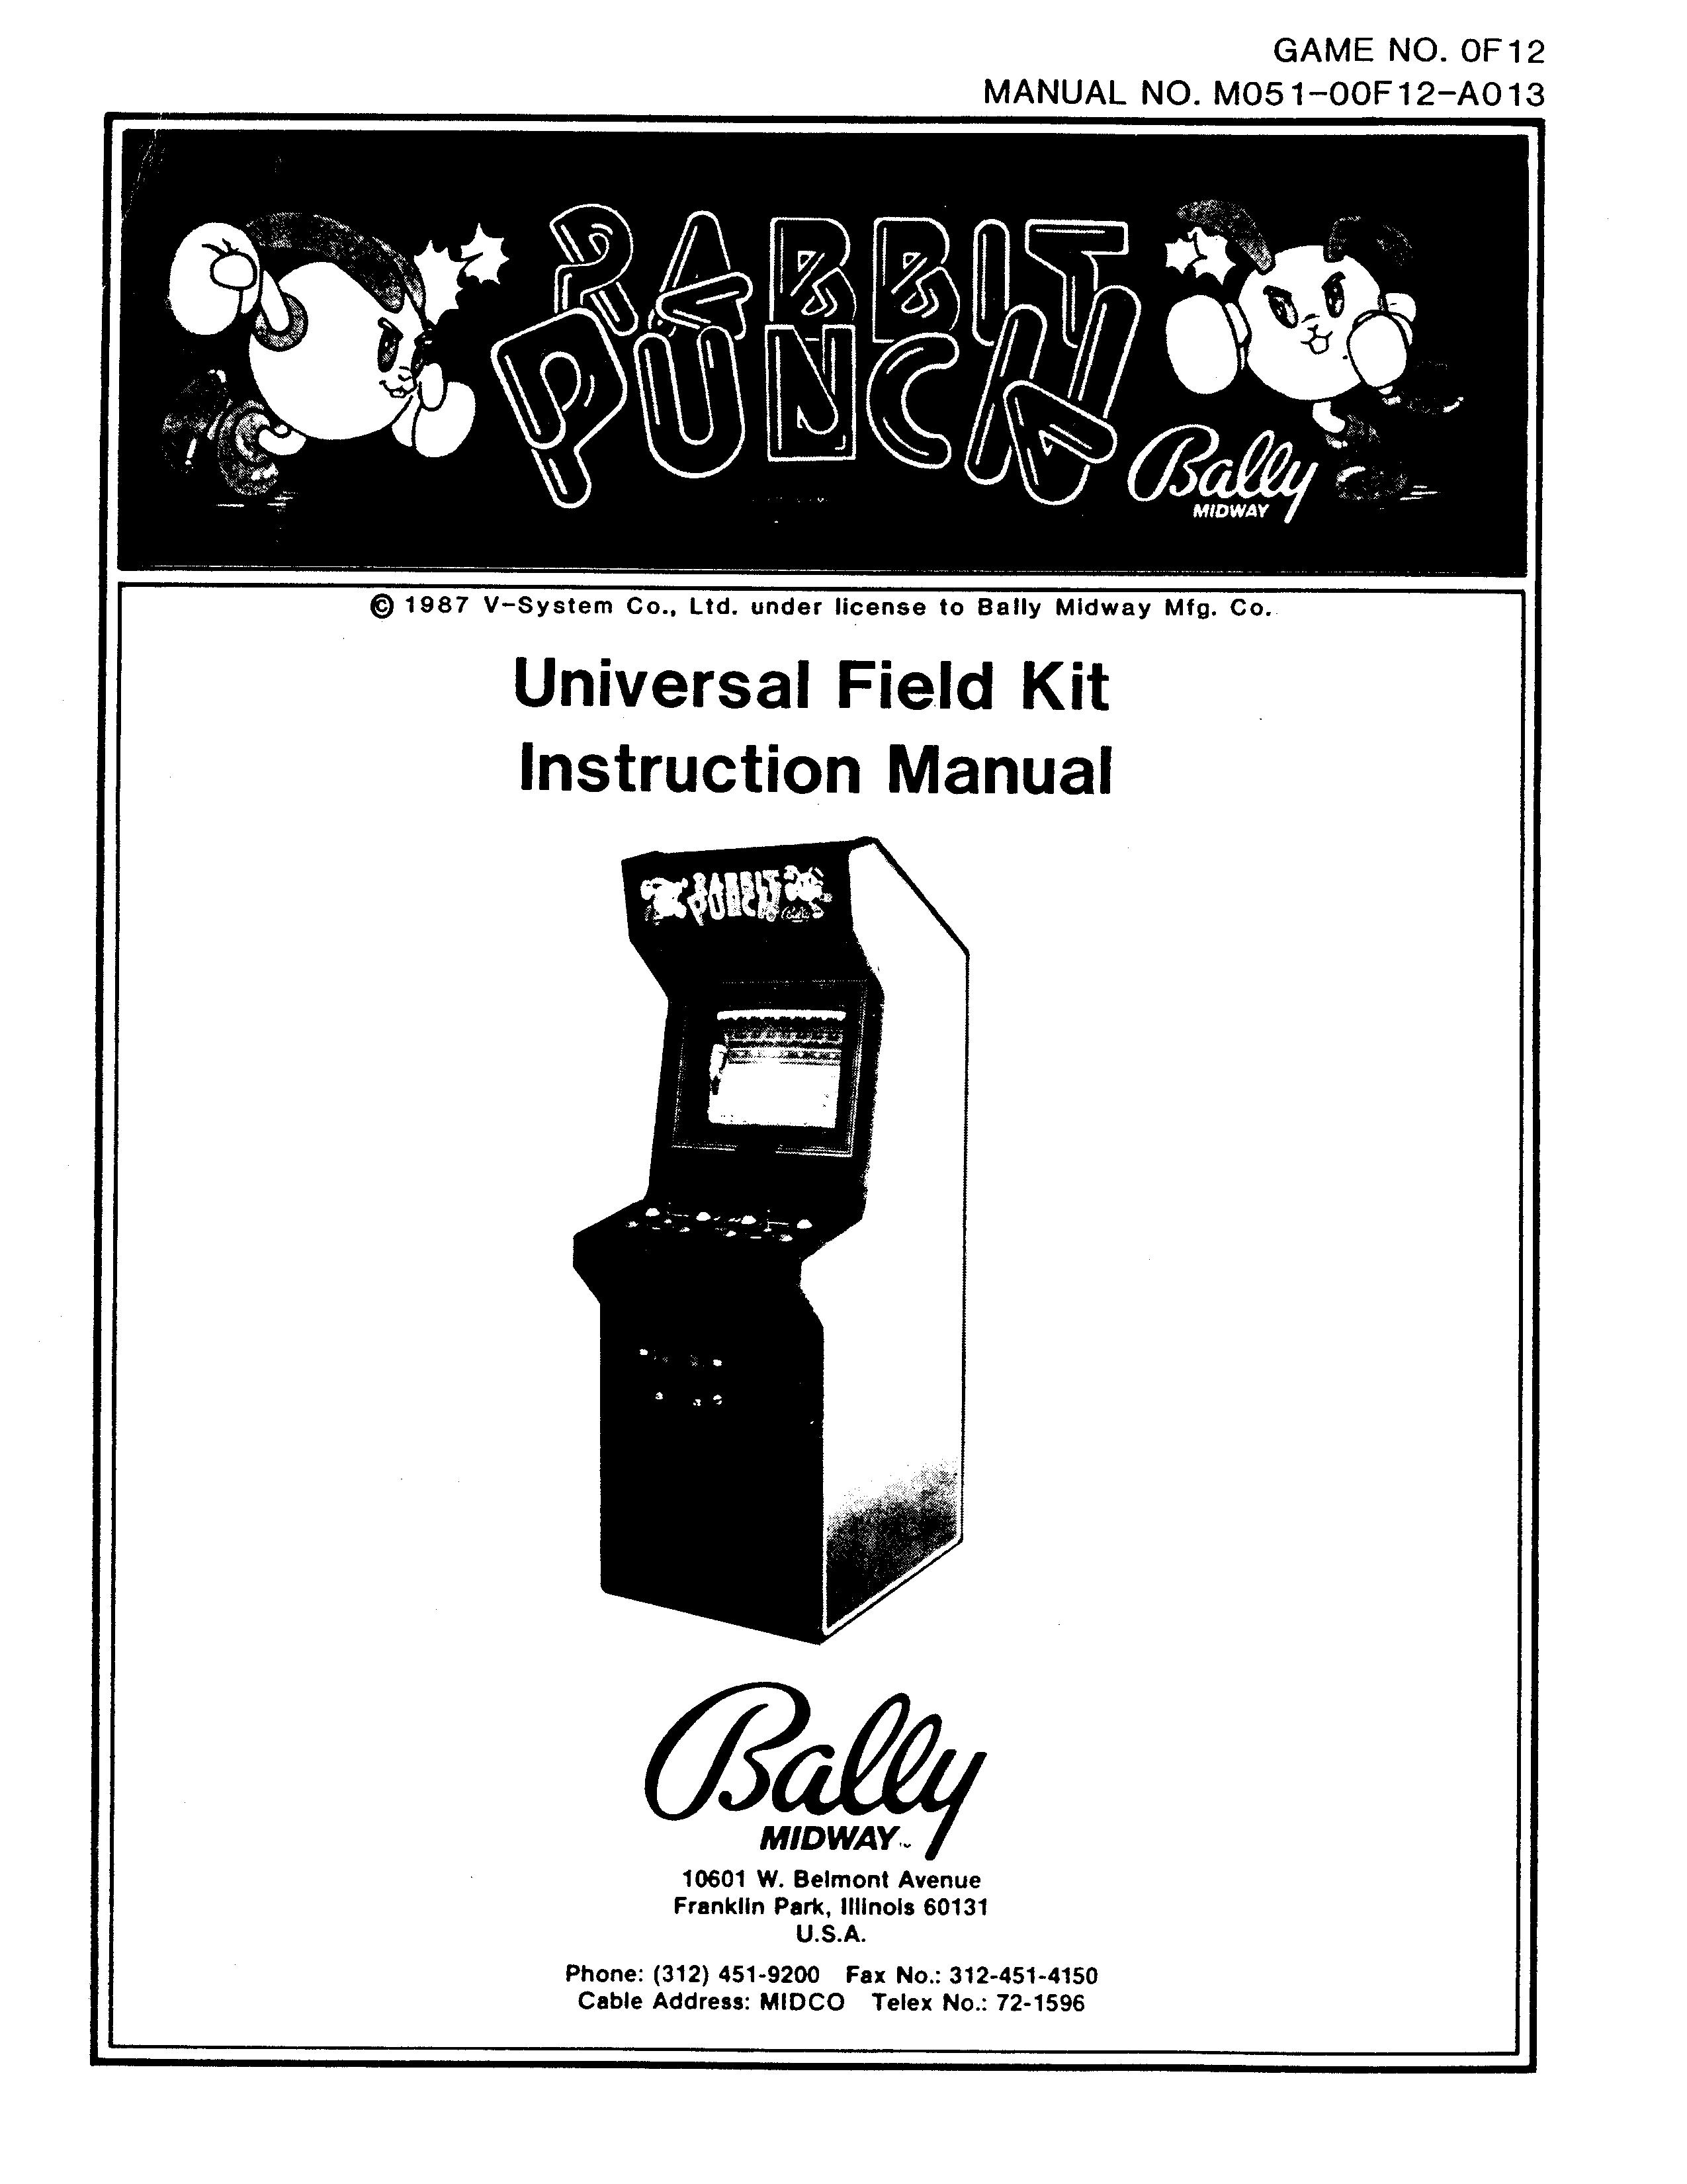 GAME NO. 0F12
MANUAL NO. M051-00F12-A013
RABBIT
PUNCH
Bally
MIDWAY
© 1987 V-System Co., Ltd. under license to Bally Midway Mfg. Co.
Universal Field Kit
Instruction Manual
RABBIT
PUNCH
Bally
Bally
MIDWAY™
10601 W. Belmont Avenue
Franklin Park, Illinois 60131
U.S.A.
Phone: (312) 451-9200 Fax No.: 312-451-4150
Cable Address: MIDCO Telex No.: 72-1596